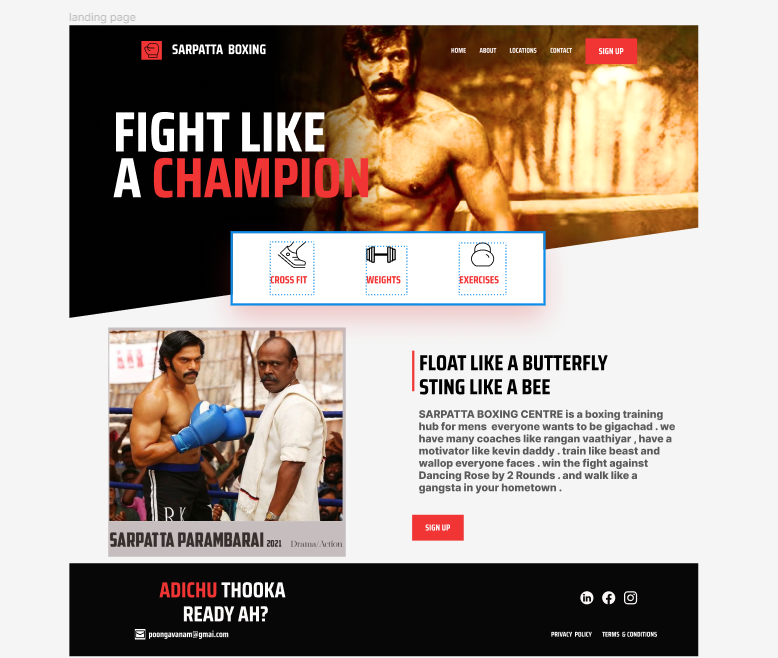 landing page
SARPATTA BOXING
HOME ABOUT LOCATIONS CONTACT SIGN UP
FIGHT LIKE
A CHAMPION
CROSS FIT WEIGHTS EXERCISES
FLOAT LIKE A BUTTERFLY
STING LIKE A BEE
SARPATTA BOXING CENTRE is a boxing training
hub for mens everyone wants to be gigachad . we
have many coaches like rangan vaathiyar , have a
motivator like kevin daddy . train like beast and
wallop everyone faces . win the fight against
Dancing Rose by 2 Rounds . and walk like a
gangsta in your hometown .
SIGN UP
RK
SARPATTA PARAMBARAI 2021 Drama/Action
ADICHU THOOKA
READY AH?
poongavanam@gmai.com
in
PRIVACY POLICY TERMS & CONDITIONS